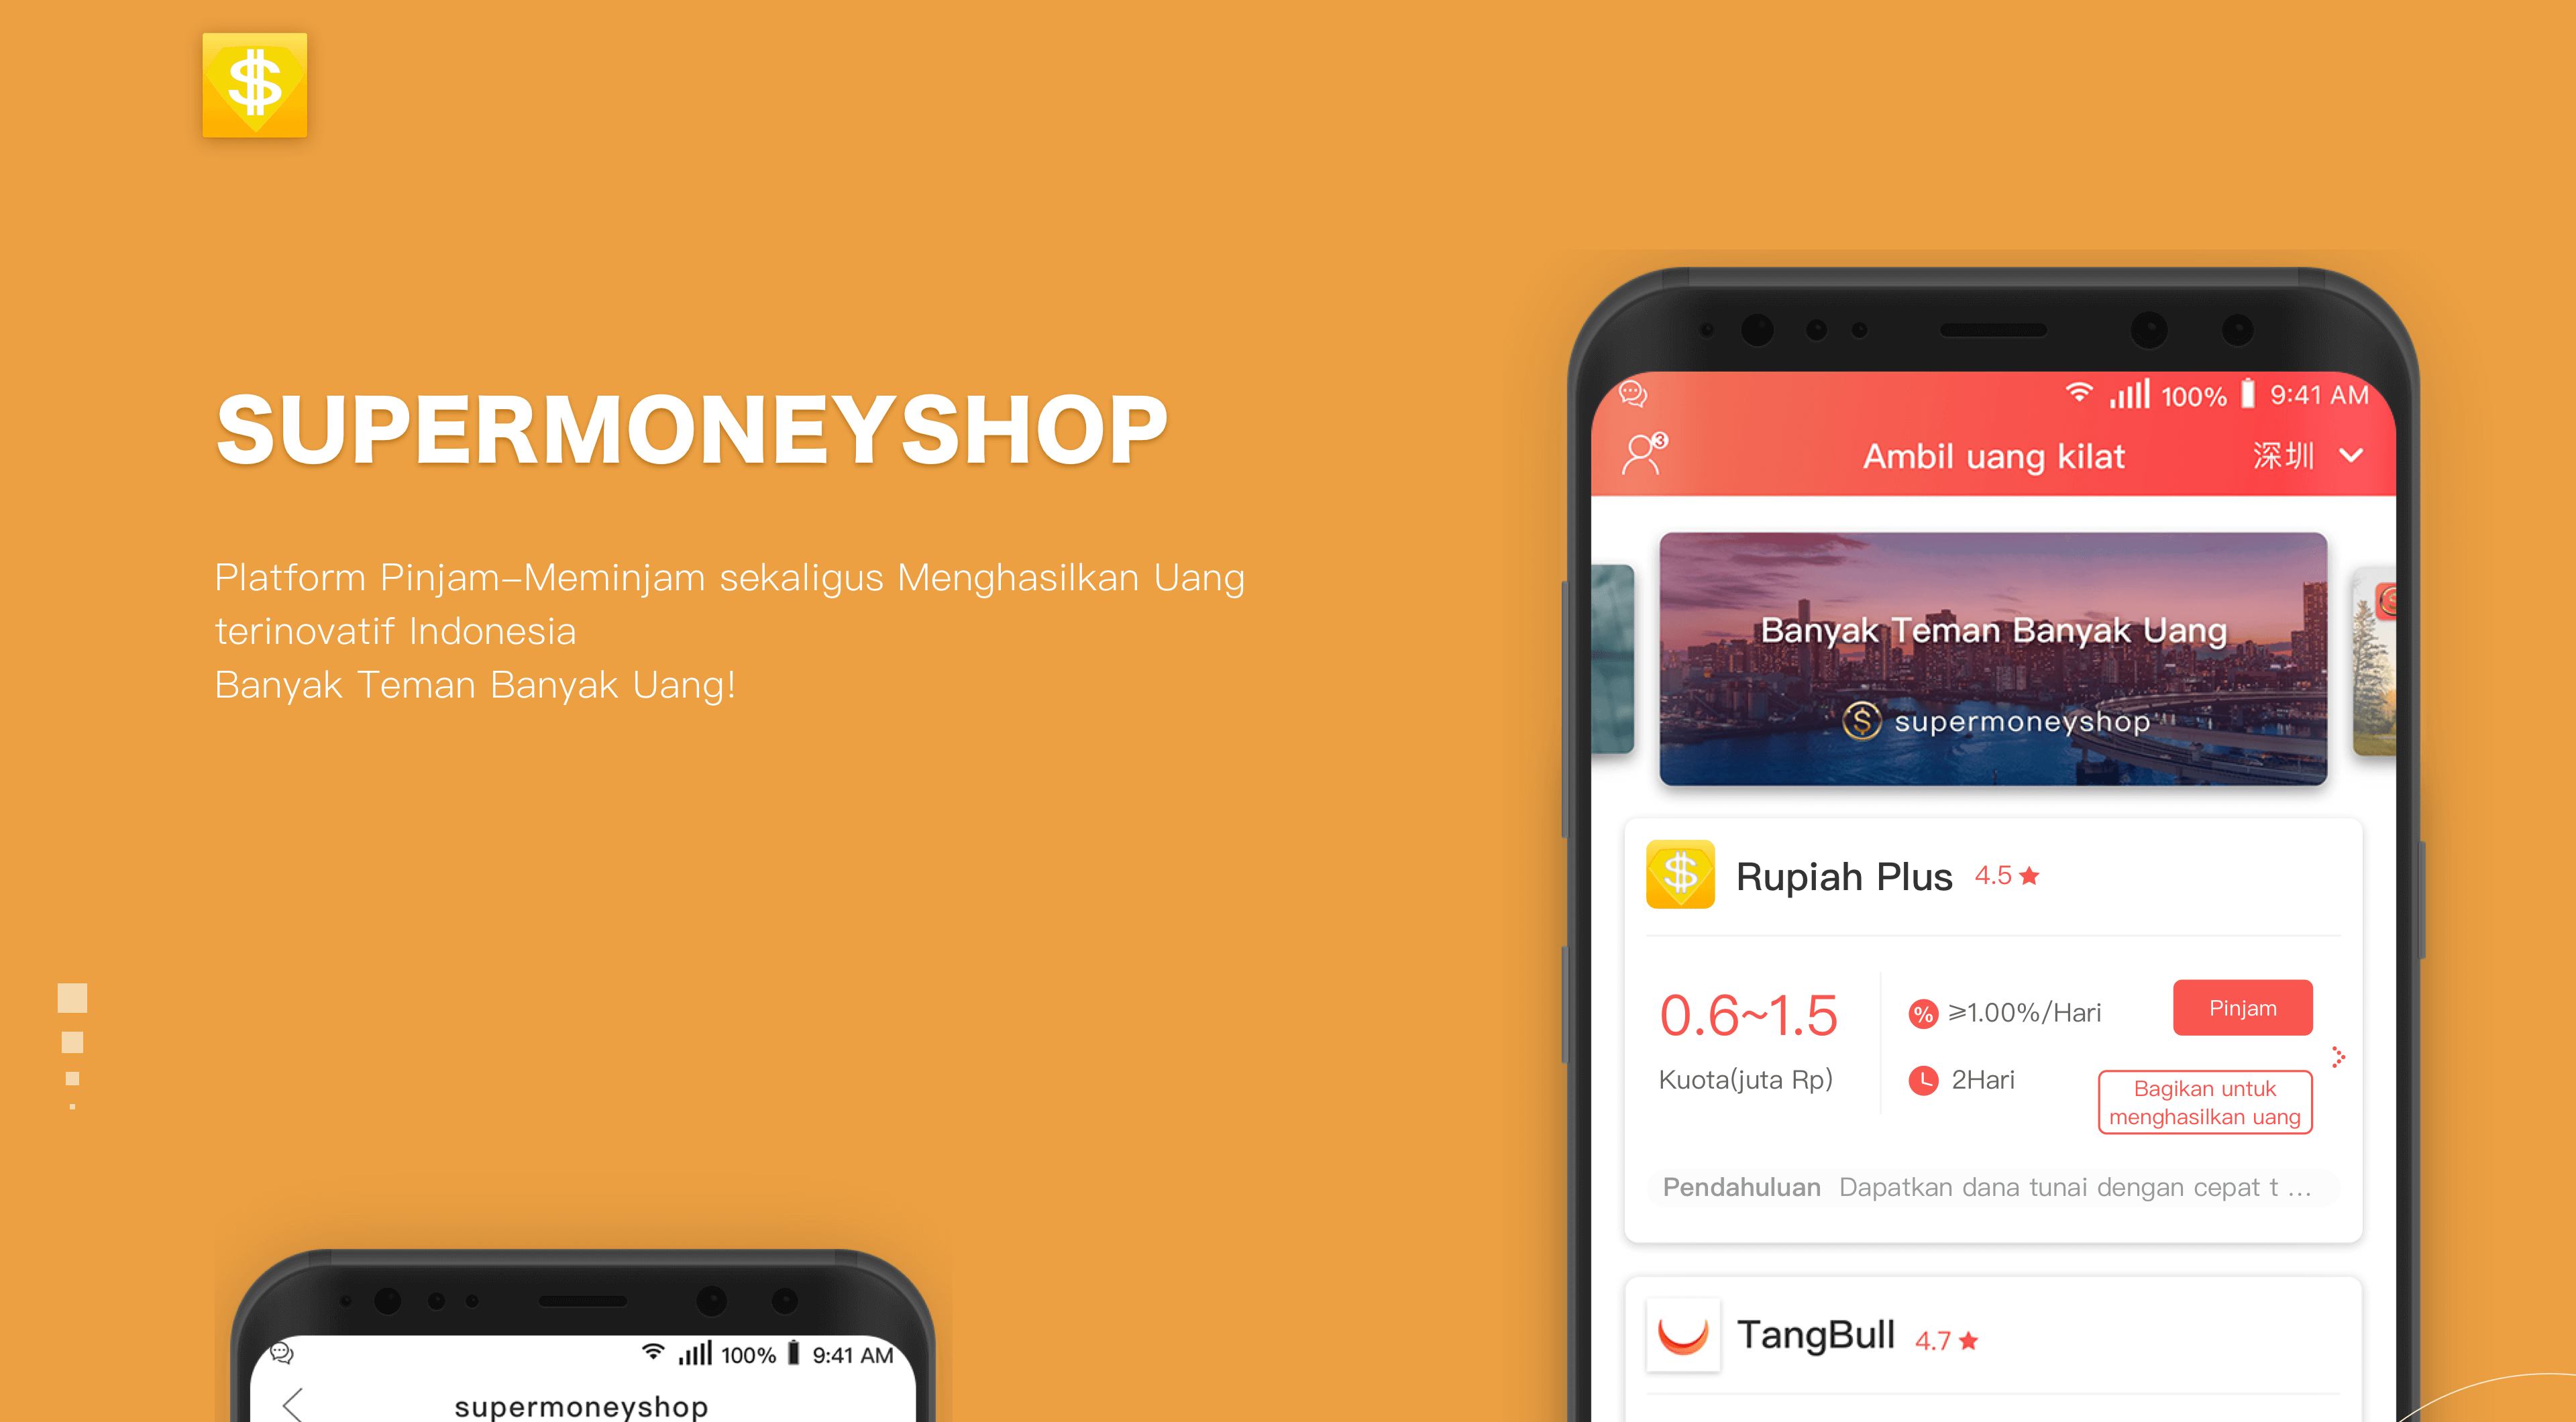 $
SUPERMONEYSHOP
Platform Pinjam–Meminjam sekaligus Menghasilkan Uang
terinovatif Indonesia
Banyak Teman Banyak Uang!
100% 9:41 AM
3
Ambil uang kilat
深圳
Banyak Teman Banyak Uang
$ supermoneyshop
$
Rupiah Plus 4.5
0.6~1.5
Kuota(juta Rp)
% ⩾1.00%/Hari
2Hari
Pinjam
Bagikan untuk
menghasilkan uang
Pendahuluan Dapatkan dana tunai dengan cepat t ...
TangBull 4.7
100% 9:41 AM
supermoneyshop